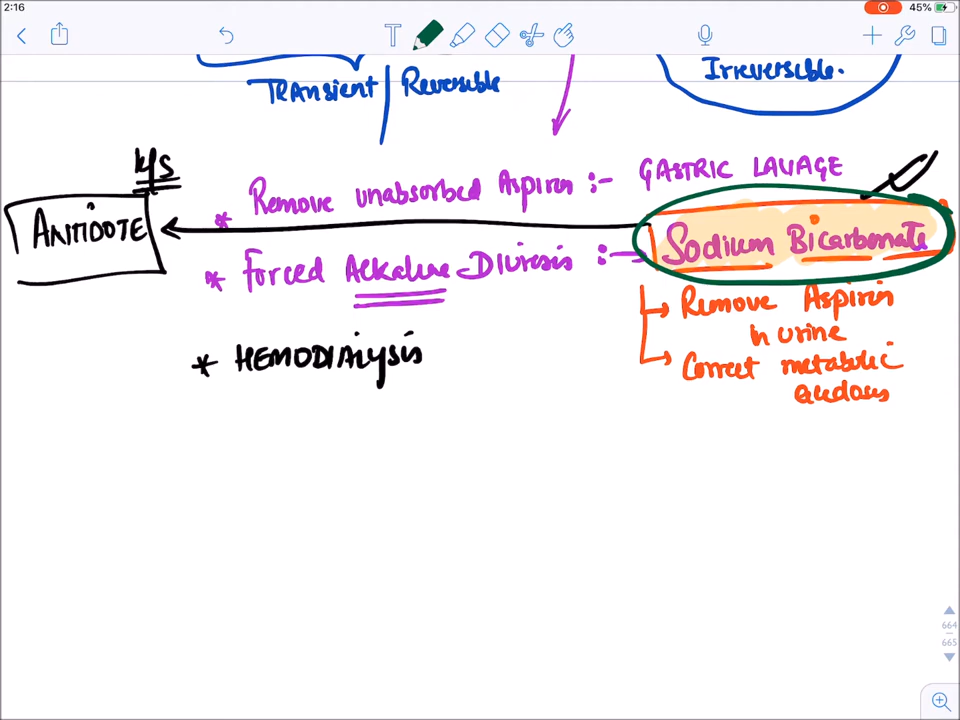 2:16
45%
T
Irreversible.
Transient | Reversible
* Remove unabsorbed Aspirin :- GASTRIC LAVAGE
ANTIDOTE
Sodium Bicarbonate
* Forced Alkaline Diuresis :-
Remove Aspirin
in urine
* HEMODIALYSIS
Correct metabolic
acidosis
664
665